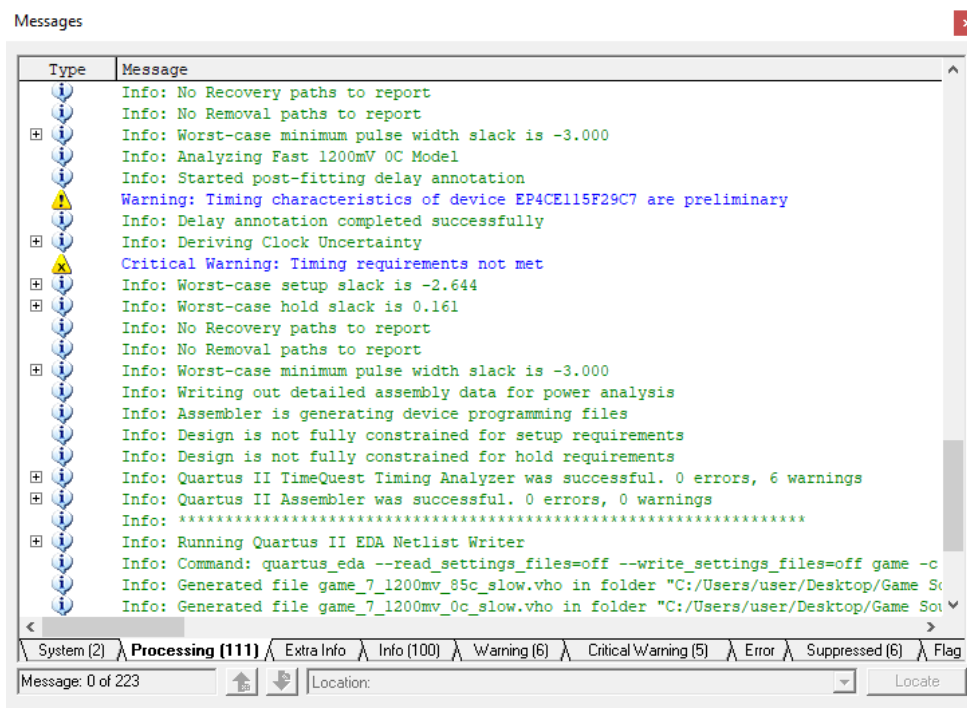 Messages
x
Type Message
Info: No Recovery paths to report
Info: No Removal paths to report
Info: Worst-case minimum pulse width slack is -3.000
Info: Analyzing Fast 1200mV 0C Model
Info: Started post-fitting delay annotation
Warning: Timing characteristics of device EP4CE115F29C7 are preliminary
Info: Delay annotation completed successfully
Info: Deriving Clock Uncertainty
Critical Warning: Timing requirements not met
Info: Worst-case setup slack is -2.644
Info: Worst-case hold slack is 0.161
Info: No Recovery paths to report
Info: No Removal paths to report
Info: Worst-case minimum pulse width slack is -3.000
Info: Writing out detailed assembly data for power analysis
Info: Assembler is generating device programming files
Info: Design is not fully constrained for setup requirements
Info: Design is not fully constrained for hold requirements
Info: Quartus II TimeQuest Timing Analyzer was successful. 0 errors, 6 warnings
Info: Quartus II Assembler was successful. 0 errors, 0 warnings
Info: *******************************************************************
Info: Running Quartus II EDA Netlist Writer
Info: Command: quartus_eda --read_settings_files=off --write_settings_files=off game -c
Info: Generated file game_7_1200mv_85c_slow.vho in folder "C:/Users/user/Desktop/Game So
Info: Generated file game_7_1200mv_0c_slow.vho in folder "C:/Users/user/Desktop/Game Sou
System (2) Processing (111) Extra Info Info (100) Warning (6) Critical Warning (5) Error Suppressed (6) Flag
Message: 0 of 223 Location: Locate